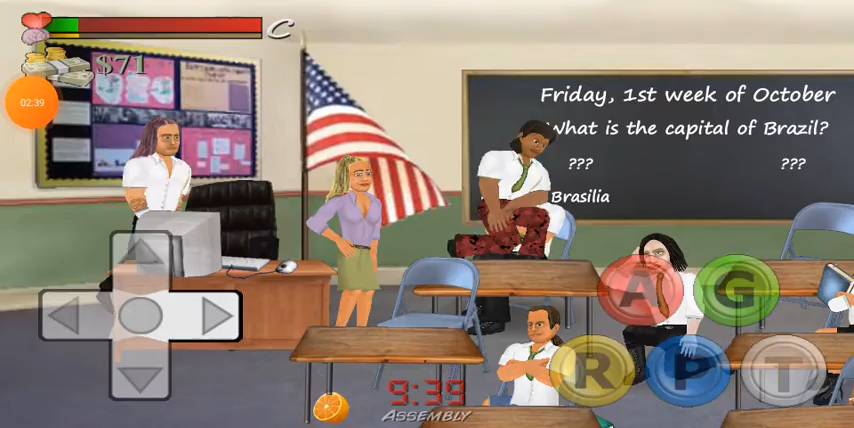 C
$71
02:39
Friday, 1st week of October
What is the capital of Brazil?
??? ???
Brasilia
A G
R P T
9:39
ASSEMBLY